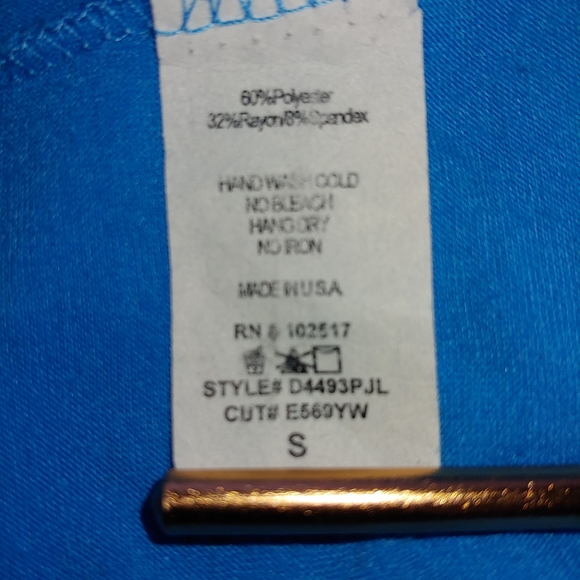 60%Polyester
32%Rayon/8%Spandex
HAND WASH COLD
NO BLEACH
HANG DRY
NO IRON
MADE IN U.S.A.
RN # 102517
STYLE# D4493PJL
CUT# E569YW
S